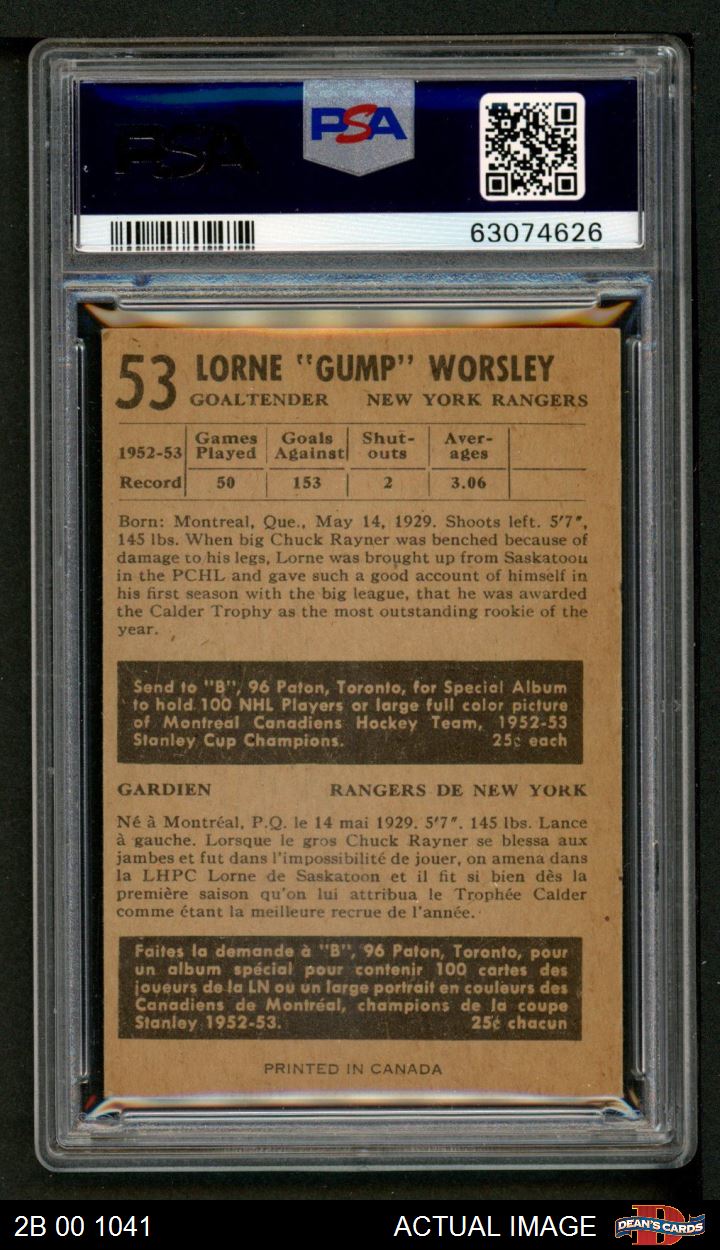 PSA
PSA
63074626
53 LORNE "GUMP" WORSLEY
GOALTENDER NEW YORK RANGERS
1952-53 Games Played Goals Against Shut-outs Aver-ages
Record 50 153 2 3.06
Born: Montreal, Que., May 14, 1929. Shoots left. 5'7",
145 lbs. When big Chuck Rayner was benched because of
damage to his legs, Lorne was brought up from Saskatoon
in the PCHL and gave such a good account of himself in
his first season with the big league, that he was awarded
the Calder Trophy as the most outstanding rookie of the
year.
Send to "B", 96 Paton, Toronto, for Special Album
to hold 100 NHL Players or large full color picture
of Montreal Canadiens Hockey Team, 1952-53
Stanley Cup Champions. 25¢ each
GARDIEN RANGERS DE NEW YORK
Né à Montréal, P.Q. le 14 mai 1929. 5'7". 145 lbs. Lance
à gauche. Lorsque le gros Chuck Rayner se blessa aux
jambes et fut dans l'impossibilité de jouer, on amena dans
la LHPC Lorne de Saskatoon et il fit si bien dès la
première saison qu'on lui attribua le Trophée Calder
comme étant la meilleure recrue de l'année.
Faites la demande à "B", 96 Paton, Toronto, pour
un album spécial pour contenir 100 cartes des
joueurs de la LN ou un large portrait en couleurs des
Canadiens de Montréal, champions de la coupe
Stanley 1952-53. 25¢ chacun
PRINTED IN CANADA
2B 00 1041 ACTUAL IMAGE DEAN'S CARDS